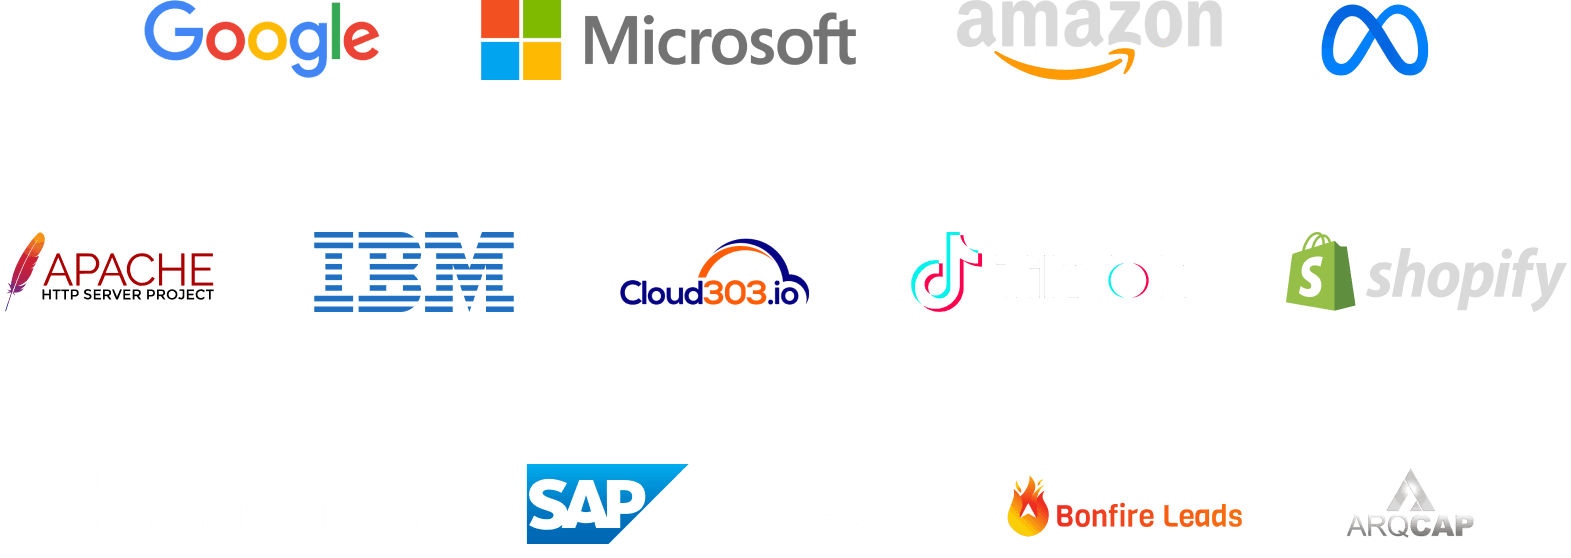 Google
Microsoft
amazon
APACHE
HTTP SERVER PROJECT
IBM
Cloud303.io
shopify
SAP
Bonfire Leads
ARQCAP